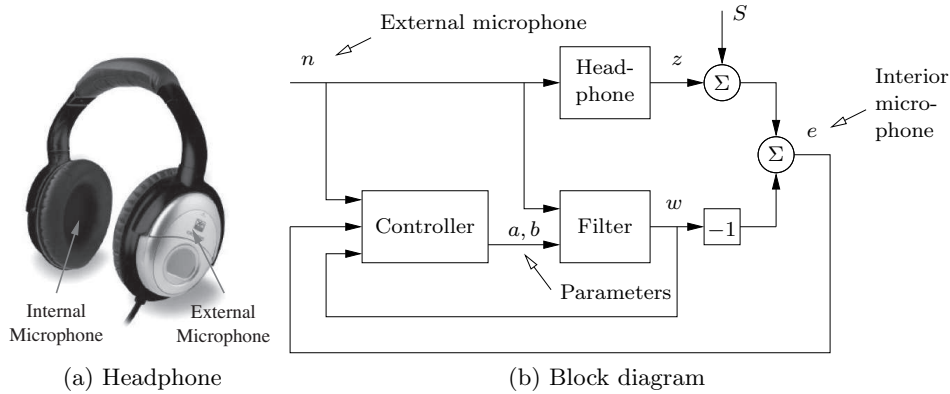 Internal
Microphone
External
Microphone
(a) Headphone
n
External microphone
Head-
phone
z
S
Σ
Interior
micro-
phone
e
Σ
Controller
a, b
Filter
w
−1
Parameters
(b) Block diagram